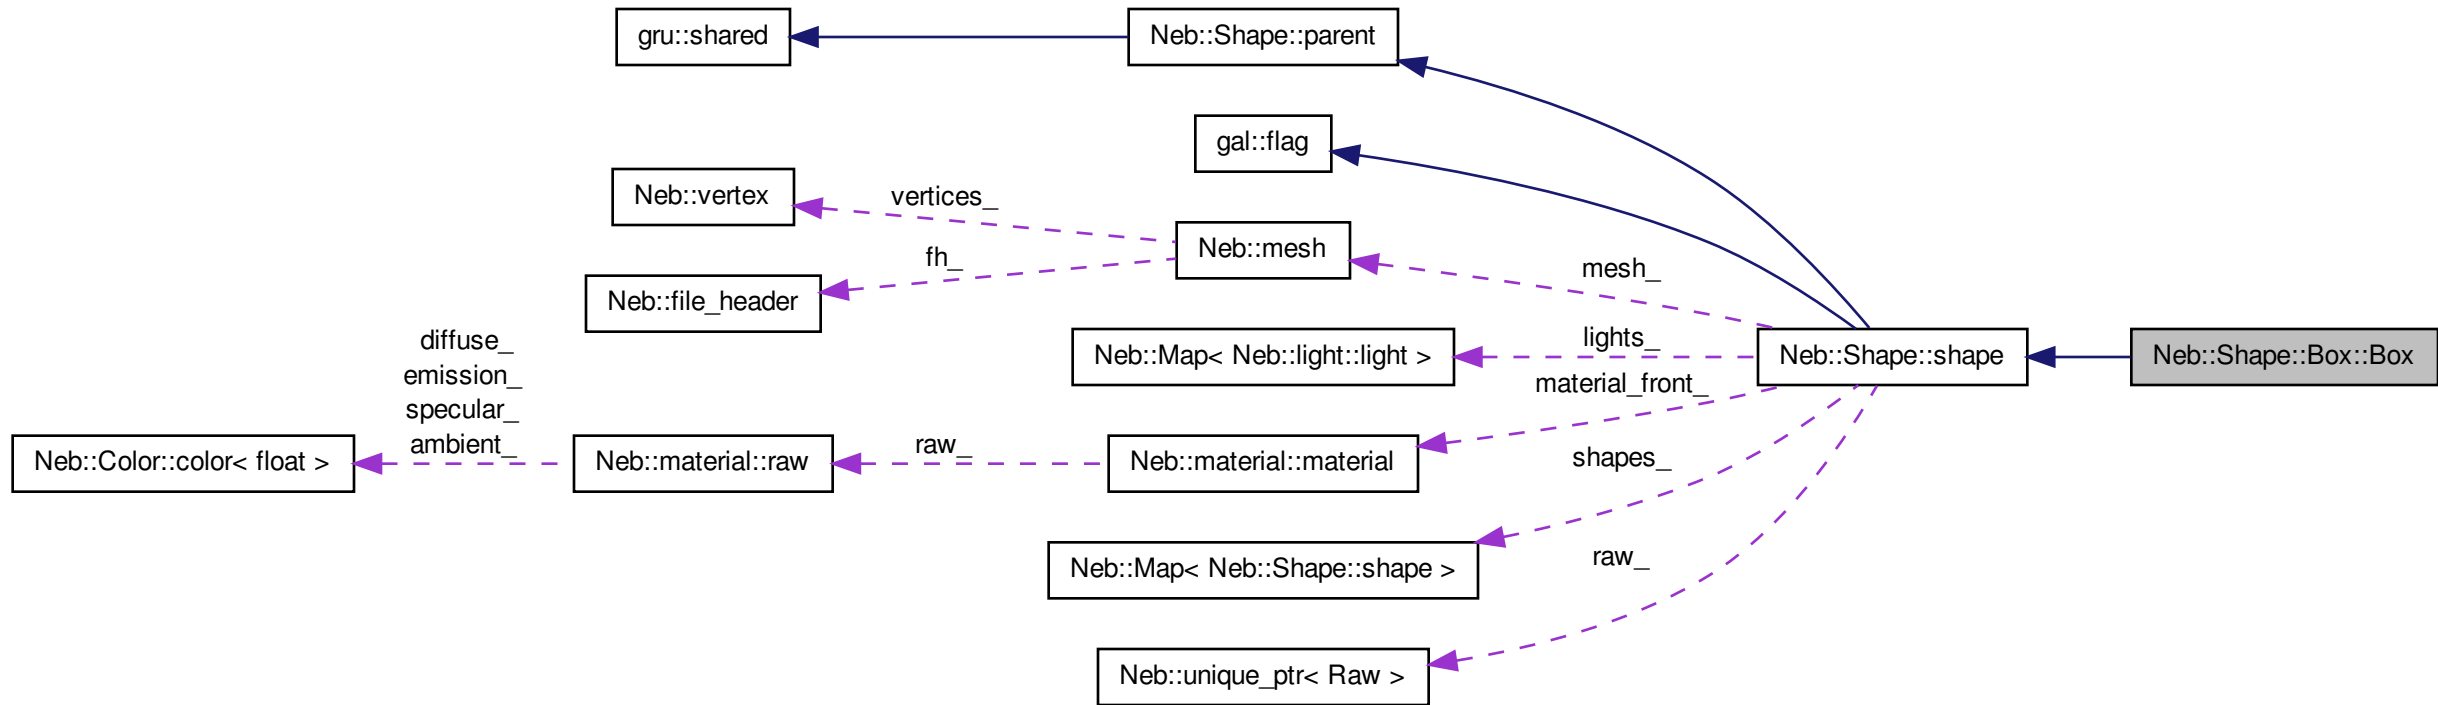 gru::shared
Neb::Shape::parent
gal::flag
Neb::vertex
vertices_
Neb::mesh
fh_
mesh_
Neb::file_header
diffuse_
emission_
specular_
ambient_
Neb::Map< Neb::light::light >
lights_
Neb::Shape::shape
Neb::Shape::Box::Box
material_front_
Neb::Color::color< float >
Neb::material::raw
raw_
Neb::material::material
shapes_
Neb::Map< Neb::Shape::shape >
raw_
Neb::unique_ptr< Raw >